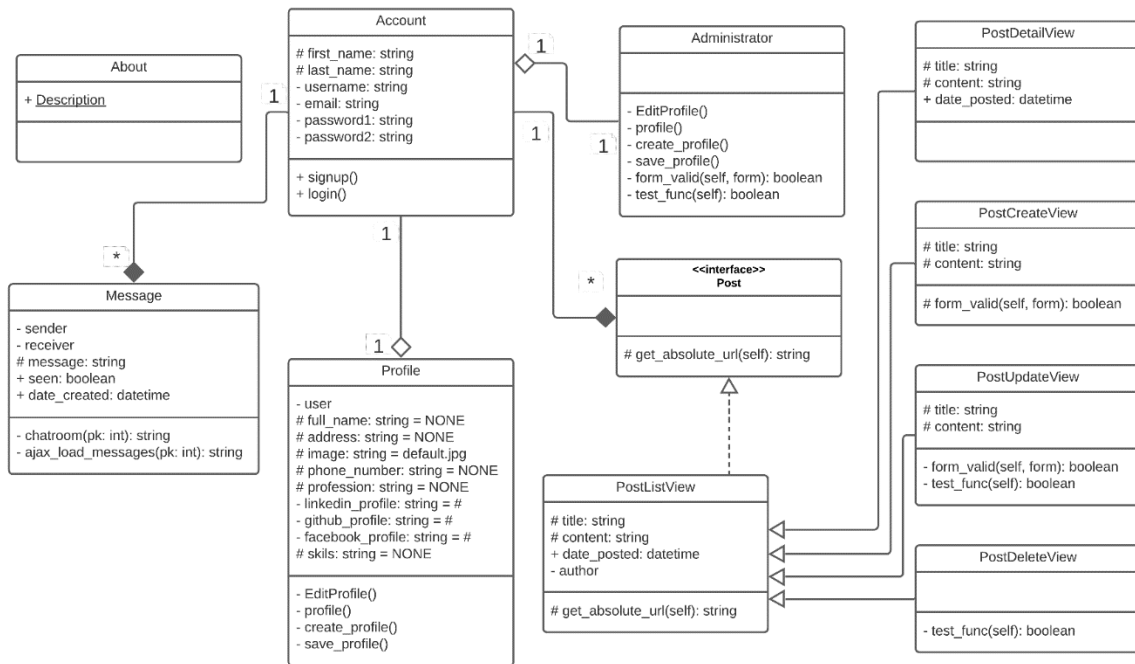 About
+ Description
Account
# first_name: string
# last_name: string
- username: string
- email: string
- password1: string
- password2: string
+ signup()
+ login()
1
1
1
1
Administrator
- EditProfile()
- profile()
- create_profile()
- save_profile()
- form_valid(self, form): boolean
- test_func(self): boolean
1
*
Message
- sender
- receiver
# message: string
+ seen: boolean
+ date_created: datetime
- chatroom(pk: int): string
- ajax_load_messages(pk: int): string
1
Profile
- user
# full_name: string = NONE
# address: string = NONE
# image: string = default.jpg
# phone_number: string = NONE
# profession: string = NONE
- linkedin_profile: string = #
- github_profile: string = #
- facebook_profile: string = #
# skils: string = NONE
- EditProfile()
- profile()
- create_profile()
- save_profile()
*
<<interface>>
Post
# get_absolute_url(self): string
PostListView
# title: string
# content: string
+ date_posted: datetime
- author
# get_absolute_url(self): string
PostDetailView
# title: string
# content: string
+ date_posted: datetime
PostCreateView
# title: string
# content: string
# form_valid(self, form): boolean
PostUpdateView
# title: string
# content: string
- form_valid(self, form): boolean
- test_func(self): boolean
PostDeleteView
- test_func(self): boolean